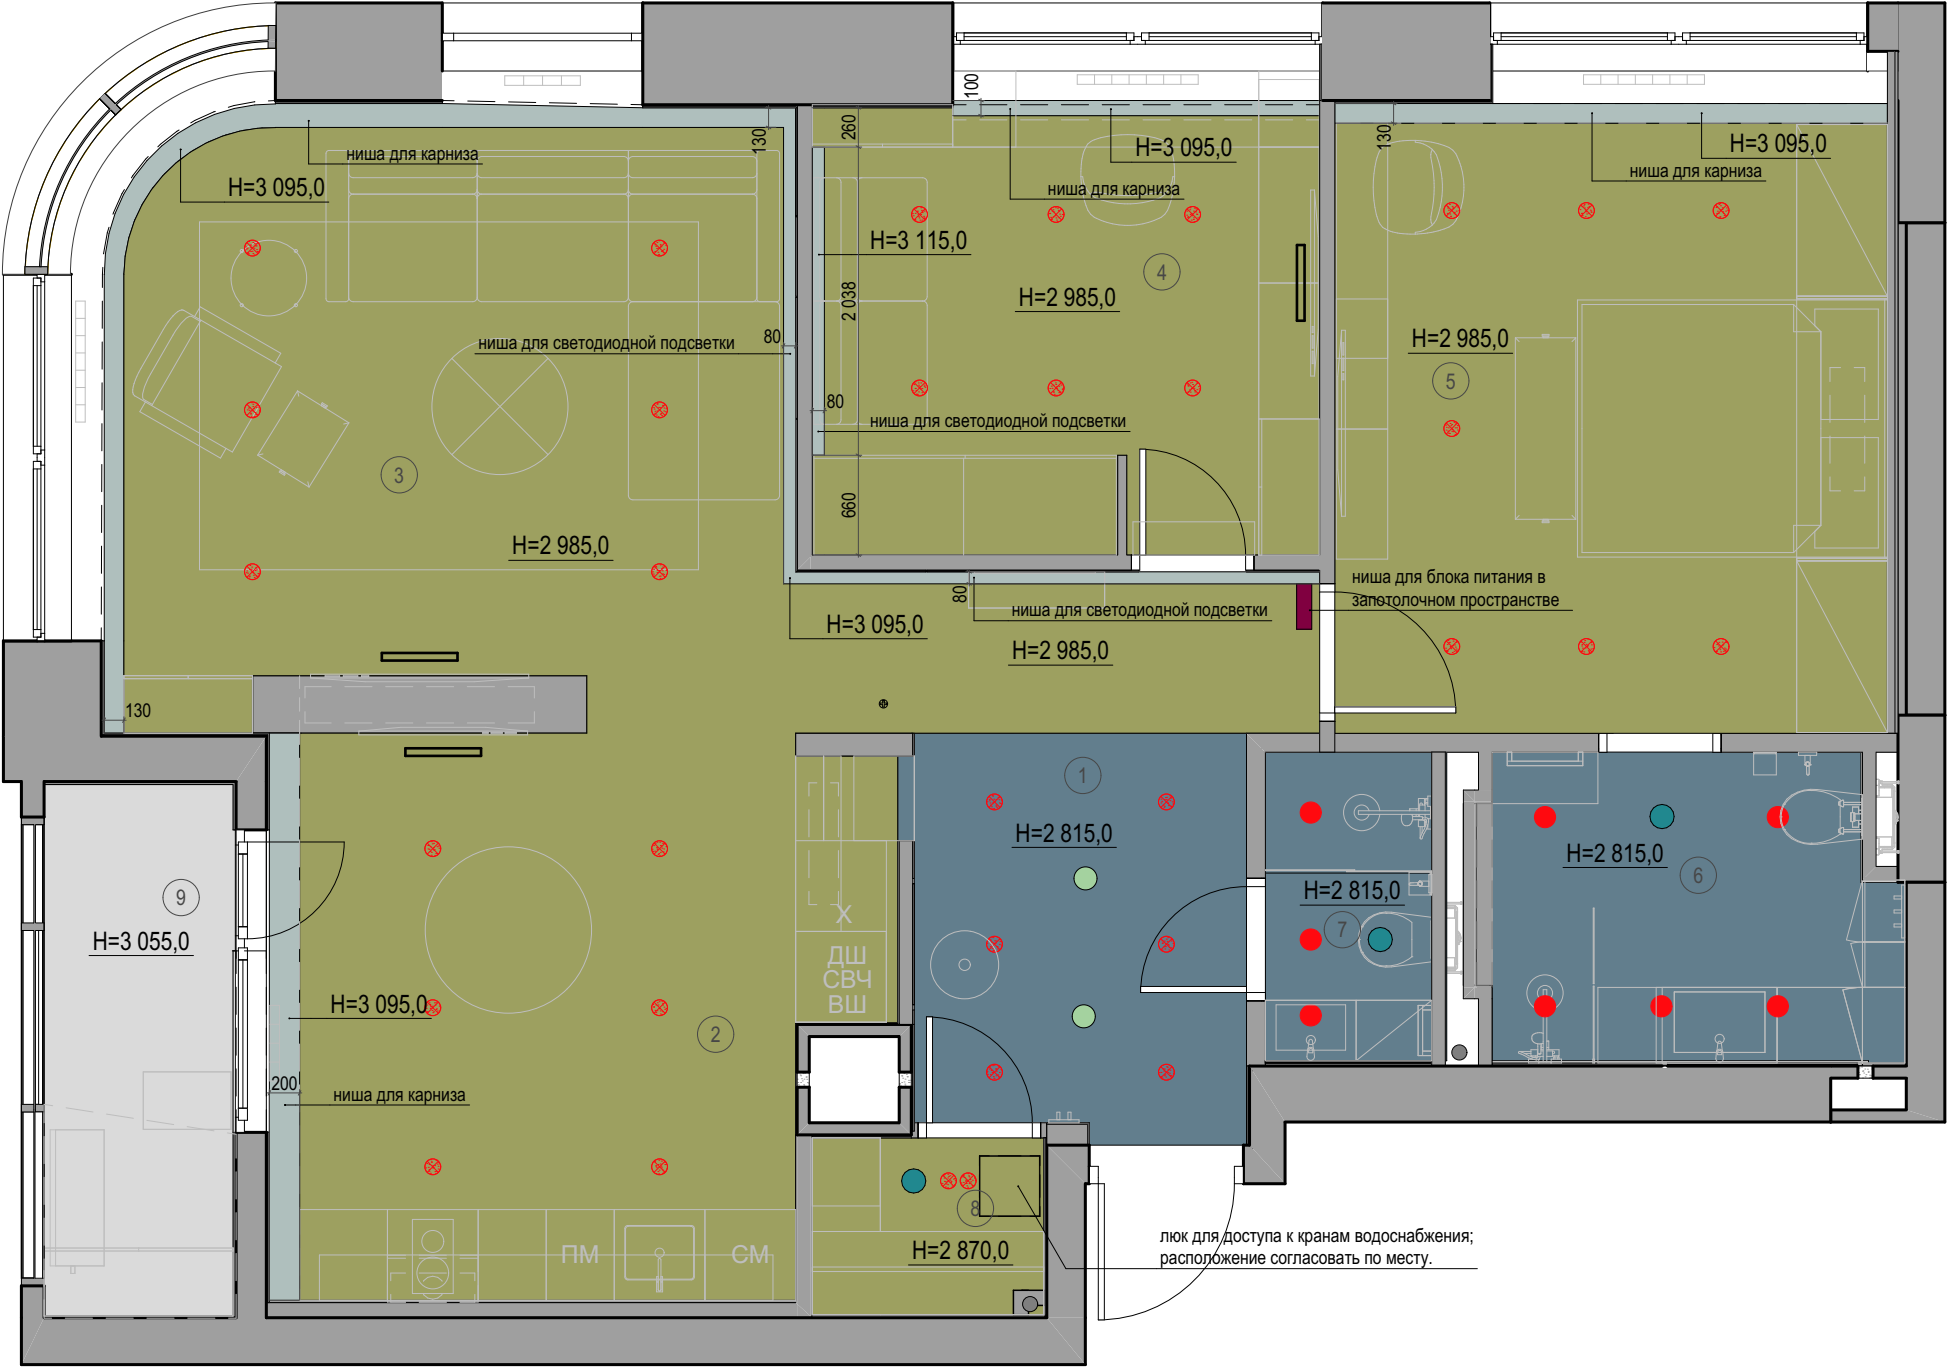 100
130
ниша для карниза
H=3 095,0
260
H=3 095,0
ниша для карниза
130
H=3 095,0
ниша для карниза
H=3 115,0
4
H=2 985,0
2 038
80
ниша для светодиодной подсветки
H=2 985,0
5
80
ниша для светодиодной подсветки
3
660
H=2 985,0
ниша для блока питания в
запотолочном пространстве
80
ниша для светодиодной подсветки
H=3 095,0
H=2 985,0
130
1
H=2 815,0
H=2 815,0
6
H=2 815,0
7
9
H=3 055,0
X
ДШ
СВЧ
ВШ
H=3 095,0
2
200
ниша для карниза
8
H=2 870,0
ПМ
СМ
люк для доступа к кранам водоснабжения;
расположение согласовать по месту.